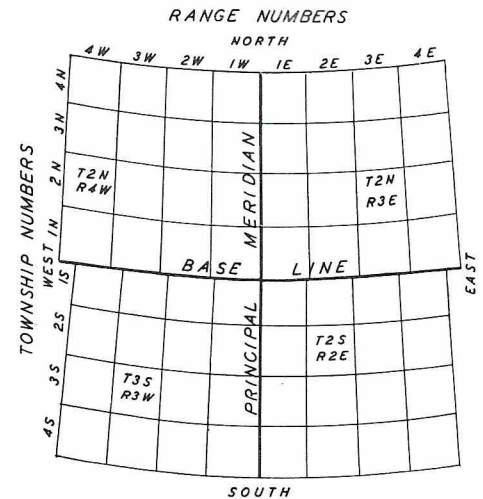 RANGE NUMBERS
NORTH
4W 3W 2W 1W 1E 2E 3E 4E
4N
3N
2N
1N
1S
2S
3S
4S
TOWNSHIP NUMBERS
WEST
EAST
T2N
R4W
T2N
R3E
MERIDIAN
BASE LINE
PRINCIPAL
T2S
R2E
T3S
R3W
SOUTH